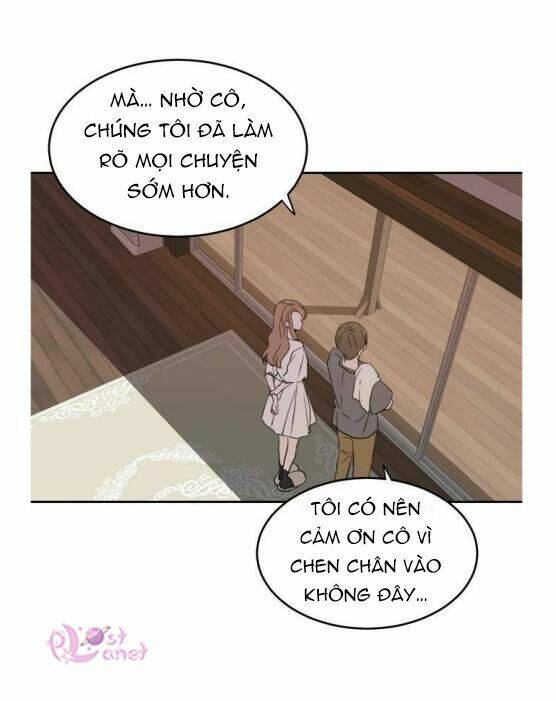 MÀ... NHỜ CÔ,
CHÚNG TÔI ĐÃ LÀM
RÕ MỌI CHUYỆN
SỚM HƠN.
TÔI CÓ NÊN
CẢM ƠN CÔ VÌ
CHEN CHÂN VÀO
KHÔNG ĐÂY...
Lost
Planet